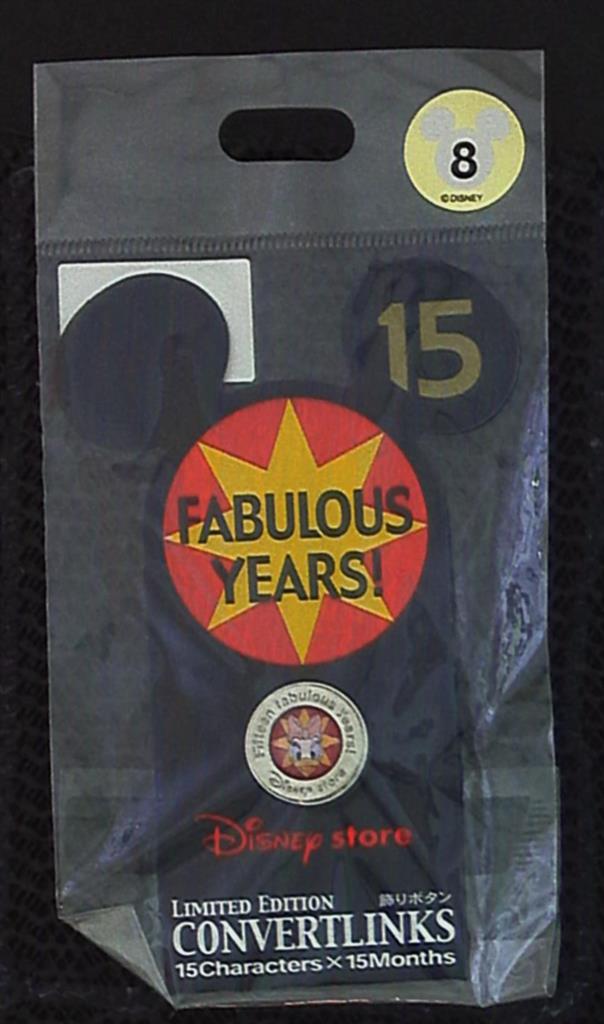 8
©DISNEY
15
FABULOUS
YEARS!
Fifteen fabulous years!
Disney store
Disney store
LIMITED EDITION 飾りボタン
CONVERTLINKS
15Characters×15Months